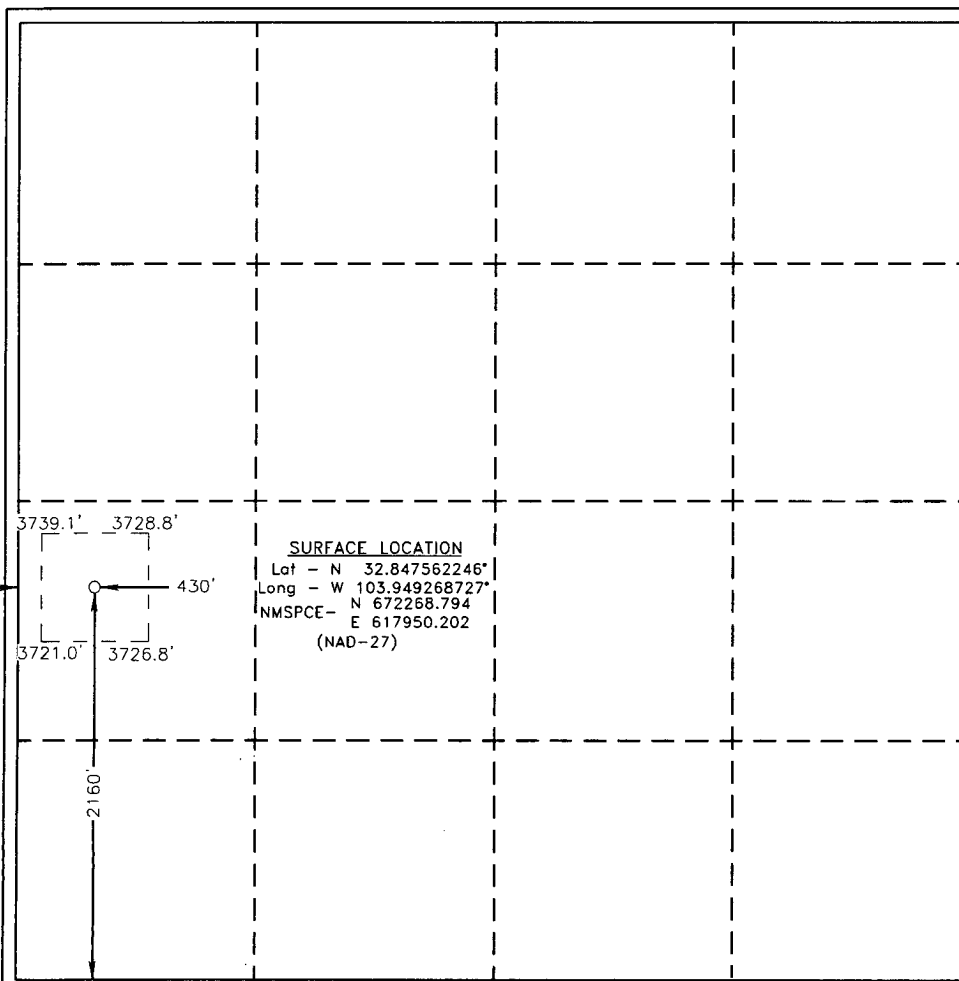 3739.1' 3728.8'
430'
3721.0' 3726.8'
SURFACE LOCATION
Lat - N 32.847562246°
Long - W 103.949268727°
NMSPCE- N 672268.794
E 617950.202
(NAD-27)
2160'